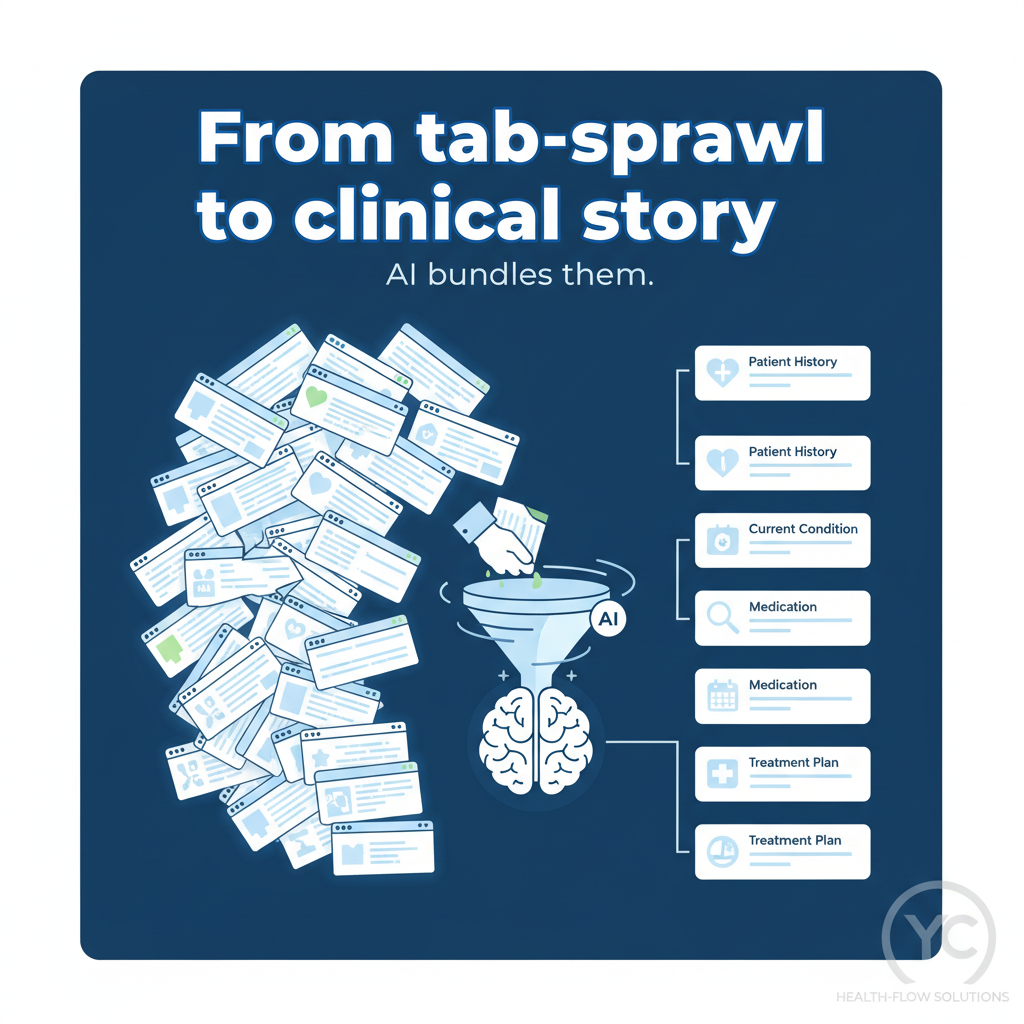 From tab-sprawl
to clinical story
AI bundles them.
Patient History
Patient History
Current Condition
Medication
Medication
Treatment Plan
Treatment Plan
AI
YC
HEALTH-FLOW SOLUTIONS